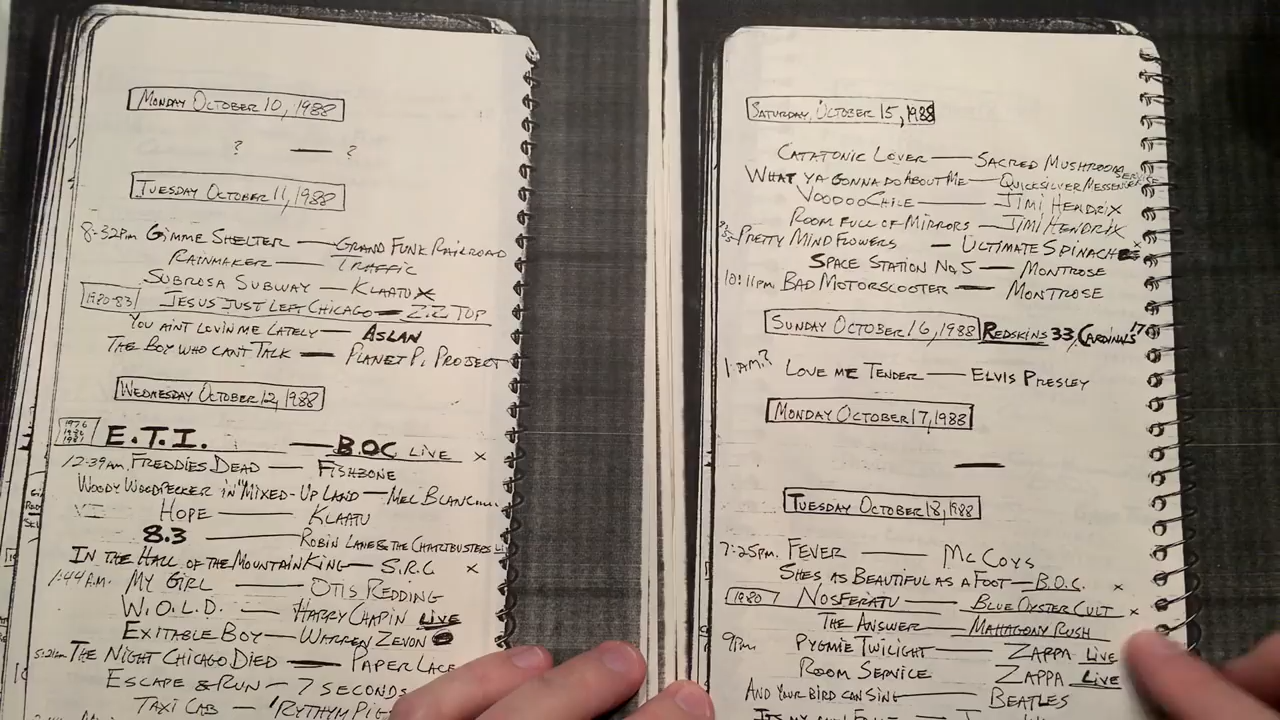 MONDAY OCTOBER 10, 1988
? — ?
TUESDAY OCTOBER 11, 1988
8:32PM GIMME SHELTER — GRAND FUNK RAILROAD
RAINMAKER — TRAFFIC
SUBROSA SUBWAY — KLAATU X
1980-83 JESUS JUST LEFT CHICAGO — Z.Z. TOP
YOU AINT LOVIN ME LATELY — ASLAN
THE BOY WHO CANT TALK — PLANET P. PROJECT
WEDNESDAY OCTOBER 12, 1988
1976
E.T.I. — B.O.C LIVE X
12:39AM. FREDDIES DEAD — FISHBONE
WOODY WOODPECKER IN "MIXED-UP LAND — MEL BLANC
HOPE — KLAATU
8.3 — ROBIN LANE & THE CHARTBUSTERS
IN THE HALL OF THE MOUNTAIN KING — S.R.C X
1:44A.M. MY GIRL — OTIS REDDING
W.O.L.D. — HARRY CHAPIN LIVE
EXITABLE BOY — WARREN ZEVON
5:21AM THE NIGHT CHICAGO DIED — PAPER LACE
ESCAPE & RUN — 7 SECONDS
TAXI CAB — RYTHYM PIG
SATURDAY, OCTOBER 15, 1988
CATATONIC LOVER — SACRED MUSHROOM
WHAT YA GONNA DO ABOUT ME — QUICKSILVER MESSENGER SERVICE
VOODOO CHILE — JIMI HENDRIX
ROOM FULL OF MIRRORS — JIMI HENDRIX
PRETTY MIND FLOWERS — ULTIMATE SPINACH X
SPACE STATION NO. 5 — MONTROSE
10:11PM BAD MOTORSCOOTER — MONTROSE
SUNDAY OCTOBER 16, 1988 REDSKINS 33, CARDINALS 17
1 AM.? LOVE ME TENDER — ELVIS PRESLEY
MONDAY OCTOBER 17, 1988
—
TUESDAY OCTOBER 18, 1988
7:25PM. FEVER — MCCOYS
SHES AS BEAUTIFUL AS A FOOT — B.O.C. X
1980 ? NOSFERATU — BLUE OYSTER CULT X
THE ANSWER — MAHAGONY RUSH
9PM. PYGMIE TWILIGHT — ZAPPA LIVE
ROOM SERVICE — ZAPPA LIVE
AND YOUR BIRD CAN SING — BEATLES